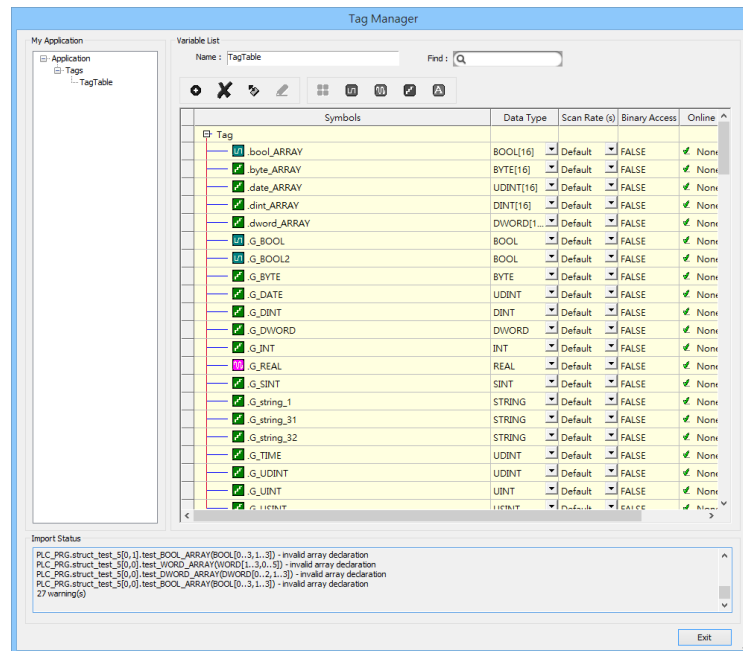 Tag Manager
My Application
Application
Tags
TagTable
Variable List
Name : TagTable Find :
Symbols Data Type Scan Rate (s) Binary Access Online
Tag
.bool_ARRAY BOOL[16] Default FALSE None
.byte_ARRAY BYTE[16] Default FALSE None
.date_ARRAY UDINT[16] Default FALSE None
.dint_ARRAY DINT[16] Default FALSE None
.dword_ARRAY DWORD[1... Default FALSE None
.G_BOOL BOOL Default FALSE None
.G_BOOL2 BOOL Default FALSE None
.G_BYTE BYTE Default FALSE None
.G_DATE UDINT Default FALSE None
.G_DINT DINT Default FALSE None
.G_DWORD DWORD Default FALSE None
.G_INT INT Default FALSE None
.G_REAL REAL Default FALSE None
.G_SINT SINT Default FALSE None
.G_string_1 STRING Default FALSE None
.G_string_31 STRING Default FALSE None
.G_string_32 STRING Default FALSE None
.G_TIME UDINT Default FALSE None
.G_UDINT UDINT Default FALSE None
.G_UINT UINT Default FALSE None
.G_USINT USINT Default FALSE None
Import Status
PLC_PRG.struct_test_5[0,1].test_BOOL_ARRAY(BOOL[0..3,1..3]) - invalid array declaration
PLC_PRG.struct_test_5[0,0].test_WORD_ARRAY(WORD[1..3,0..5]) - invalid array declaration
PLC_PRG.struct_test_5[0,0].test_DWORD_ARRAY(DWORD[0..2,1..3]) - invalid array declaration
PLC_PRG.struct_test_5[0,0].test_BOOL_ARRAY(BOOL[0..3,1..3]) - invalid array declaration
27 warning(s)
Exit